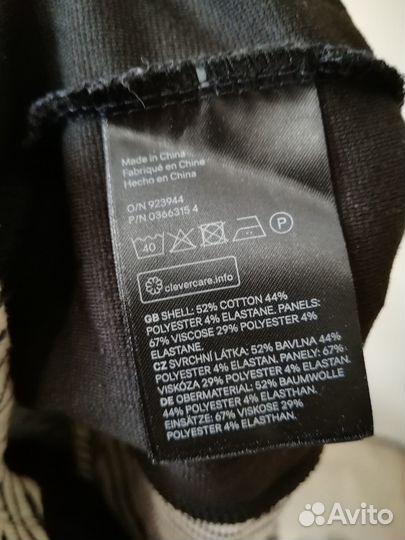 Made in China
Fabriqué en Chine
Hecho en China
O/N 923944
P/N 0366315 4
40
P
clevercare.info
GB SHELL: 52% COTTON 44%
POLYESTER 4% ELASTANE. PANELS:
67% VISCOSE 29% POLYESTER 4%
ELASTANE.
CZ SVRCHNÍ LÁTKA: 52% BAVLNA 44%
POLYESTER 4% ELASTAN. PANELY: 67%
VISKÓZA 29% POLYESTER 4% ELASTAN.
DE OBERMATERIAL: 52% BAUMWOLLE
44% POLYESTER 4% ELASTHAN.
EINSÄTZE: 67% VISKOSE 29%
POLYESTER 4% ELASTHAN.
Avito